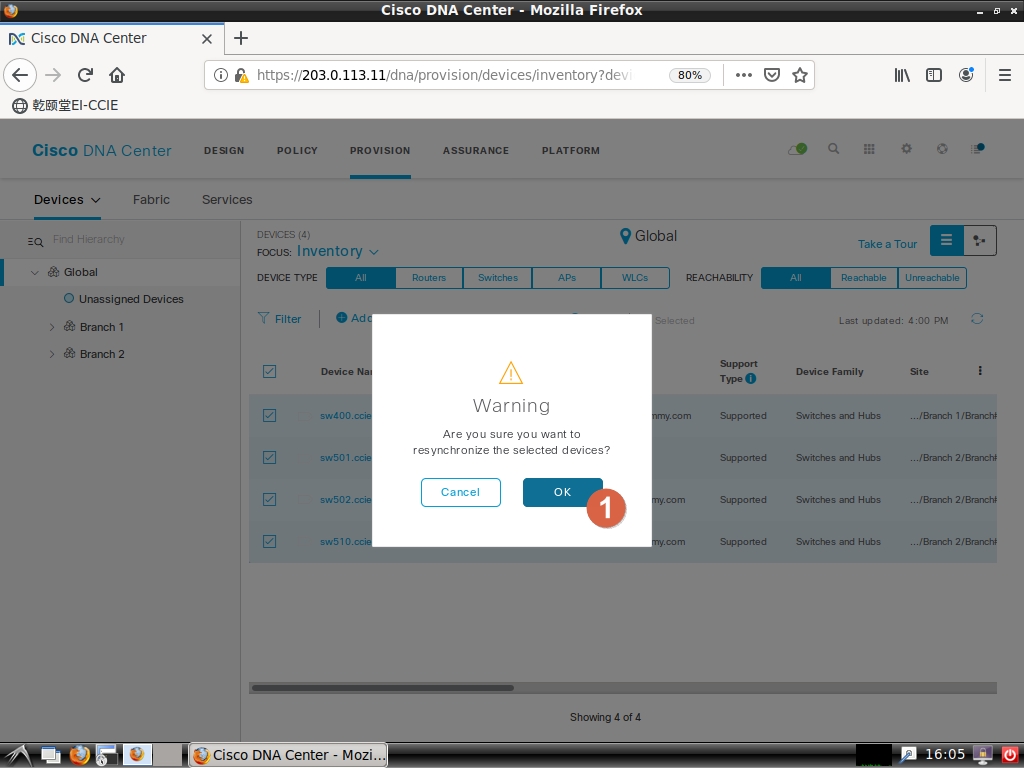 Cisco DNA Center - Mozilla Firefox
Cisco DNA Center
https://203.0.113.11/dna/provision/devices/inventory?devi
80%
乾颐堂EI-CCIE
Cisco DNA Center
DESIGN
POLICY
PROVISION
ASSURANCE
PLATFORM
Devices
Fabric
Services
Find Hierarchy
Global
Unassigned Devices
Branch 1
Branch 2
DEVICES (4)
FOCUS: Inventory
Global
Take a Tour
DEVICE TYPE
All
Routers
Switches
APs
WLCs
REACHABILITY
All
Reachable
Unreachable
Filter
Add
Selected
Last updated: 4:00 PM
Device Nam
Support
Type
Device Family
Site
sw400.ccie
mmy.com
Supported
Switches and Hubs
.../Branch 1/Branch#
sw501.ccie
Supported
Switches and Hubs
.../Branch 2/Branch#
sw502.ccie
my.com
Supported
Switches and Hubs
.../Branch 2/Branch#
sw510.ccie
my.com
Supported
Switches and Hubs
.../Branch 2/Branch#
Warning
Are you sure you want to
resynchronize the selected devices?
Cancel
OK
1
Showing 4 of 4
Cisco DNA Center - Mozi...
16:05